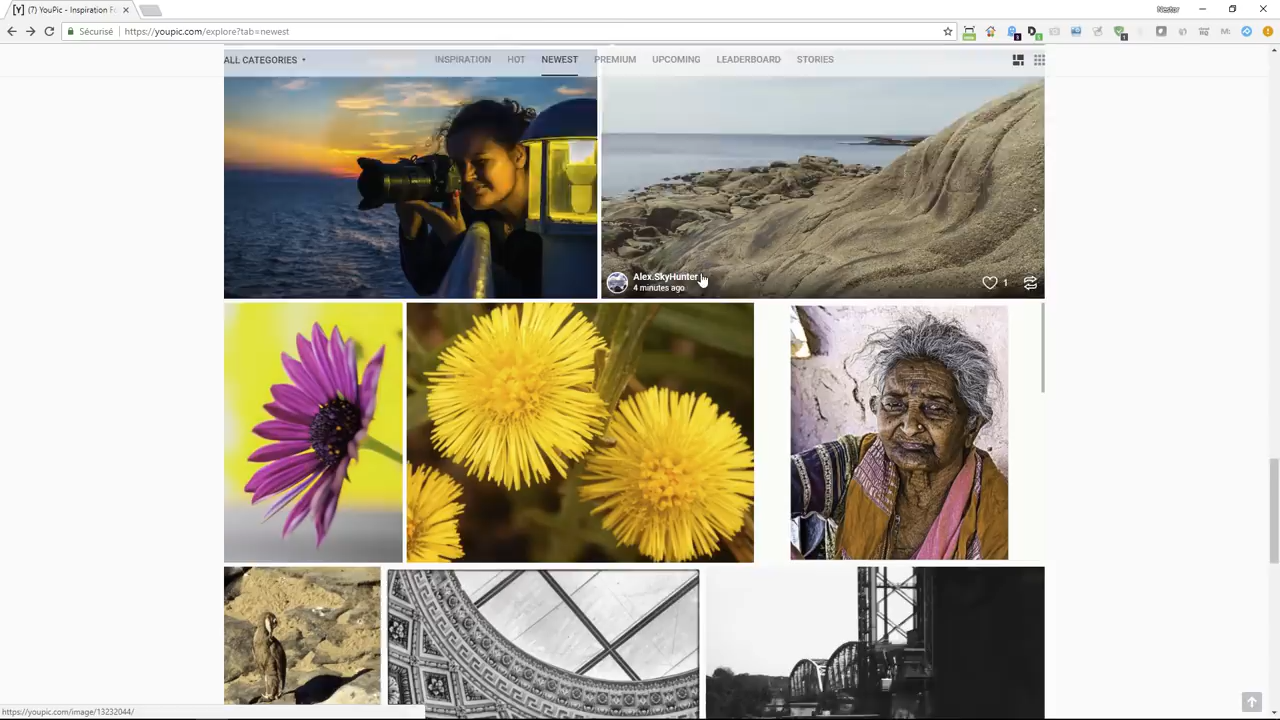 [Y] (7) YouPic - Inspiration F
Nestor
Sécurisé
https://youpic.com/explore?tab=newest
ALL CATEGORIES
INSPIRATION HOT NEWEST PREMIUM UPCOMING LEADERBOARD STORIES
Alex.SkyHunter
4 minutes ago
1
https://youpic.com/image/13232044/